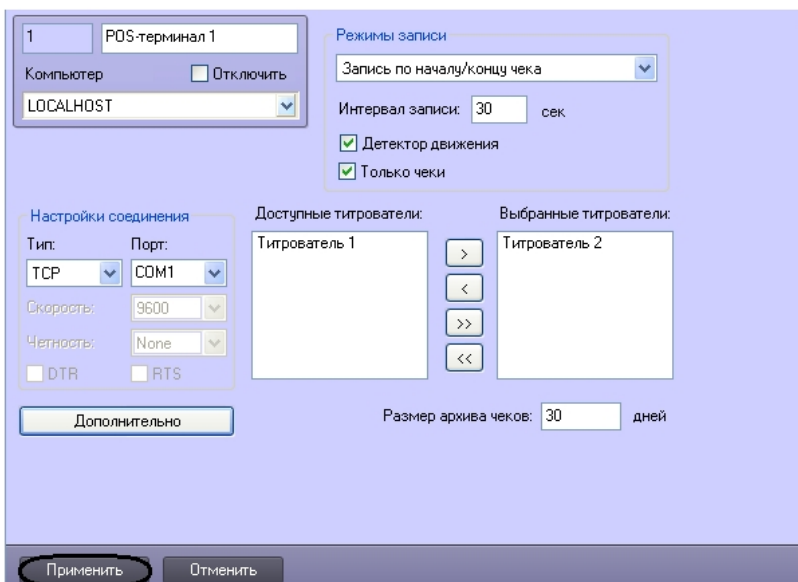 1 POS-терминал 1
Компьютер Отключить
LOCALHOST
Режимы записи
Запись по началу/концу чека
Интервал записи: 30 сек
Детектор движения
Только чеки
Настройки соединения
Тип: Порт:
TCP COM1
Скорость: 9600
Четность: None
DTR RTS
Дополнительно
Доступные титрователи:
Титрователь 1
>
<
>>
<<
Выбранные титрователи:
Титрователь 2
Размер архива чеков: 30 дней
Применить Отменить